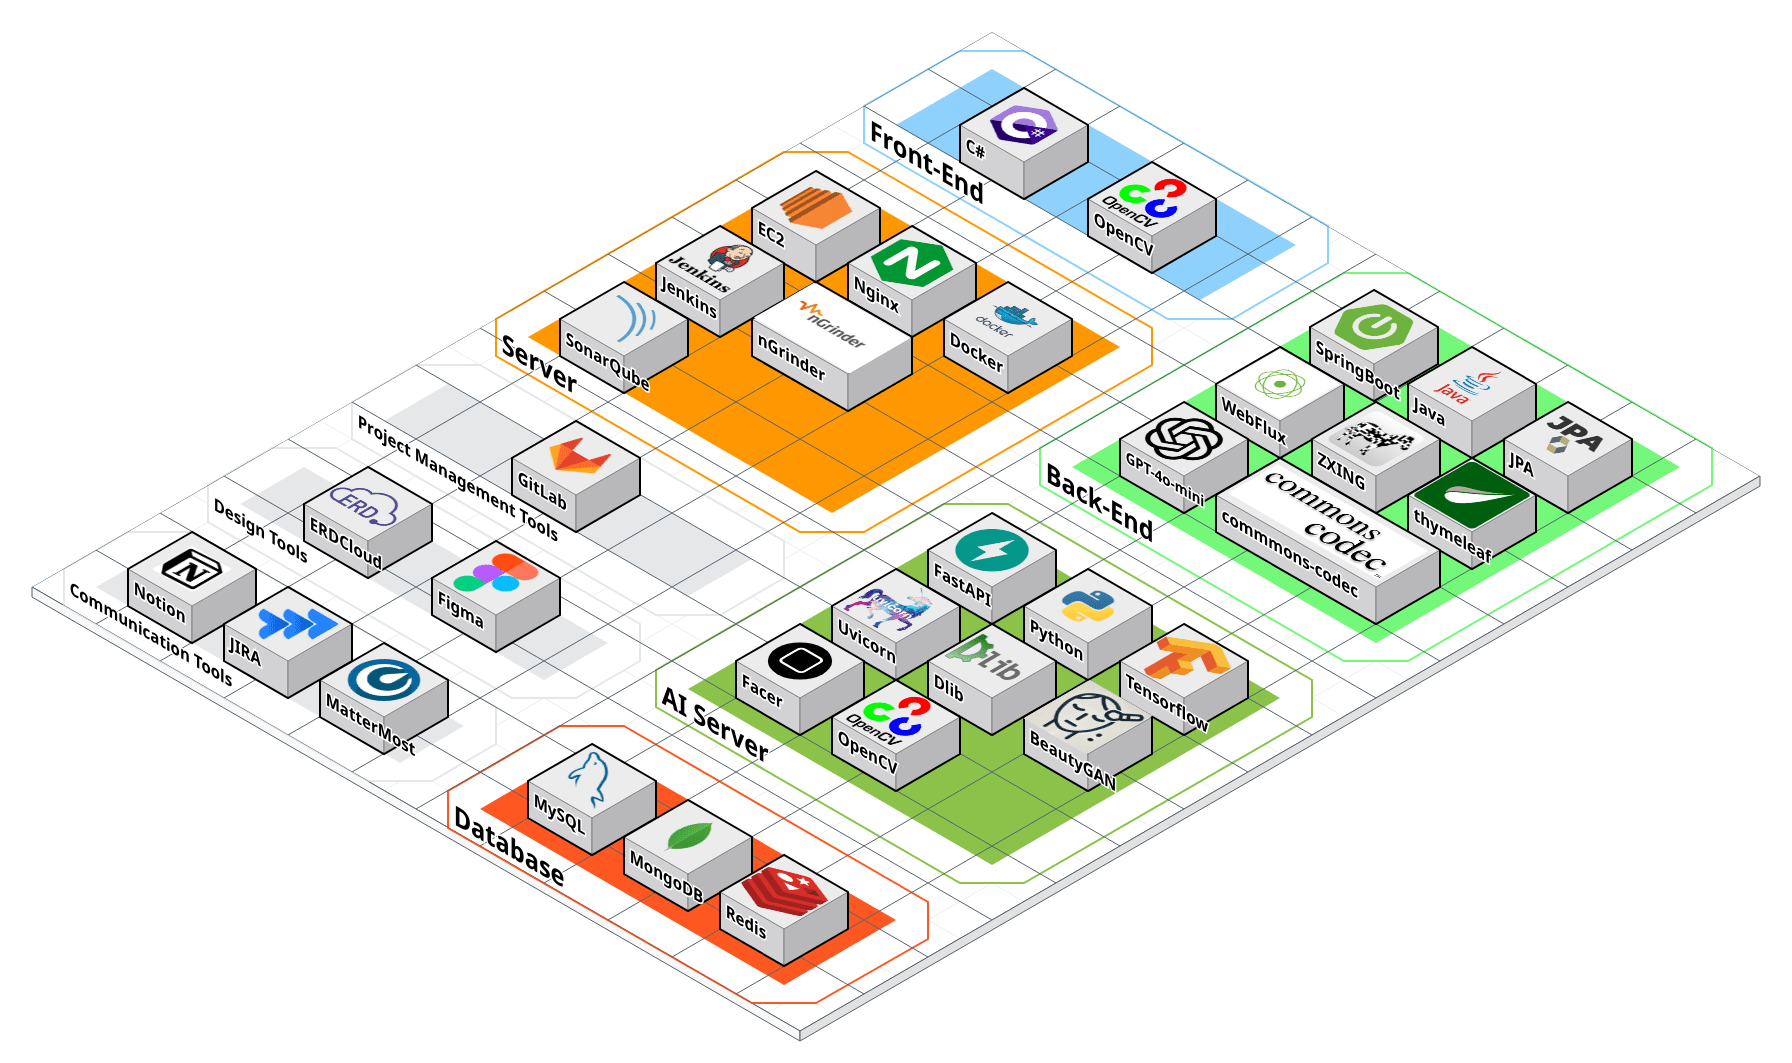 Front-End
C#
OpenCV
OpenCV
Server
EC2
Jenkins
Jenkins
Nginx
SonarQube
nGrinder
nGrinder
docker
Docker
Back-End
SpringBoot
WebFlux
Java
Java
GPT-4o-mini
ZXING
JPA
JPA
commons
codec
™
commons-codec
thymeleaf
Project Management Tools
GitLab
Design Tools
ERD
ERDCloud
Figma
Communication Tools
Notion
JIRA
MatterMost
AI Server
FastAPI
uvicorn
Uvicorn
Python
Facer
Dlib
Dlib
Tensorflow
OpenCV
OpenCV
BeautyGAN
Database
MySQL
MongoDB
Redis